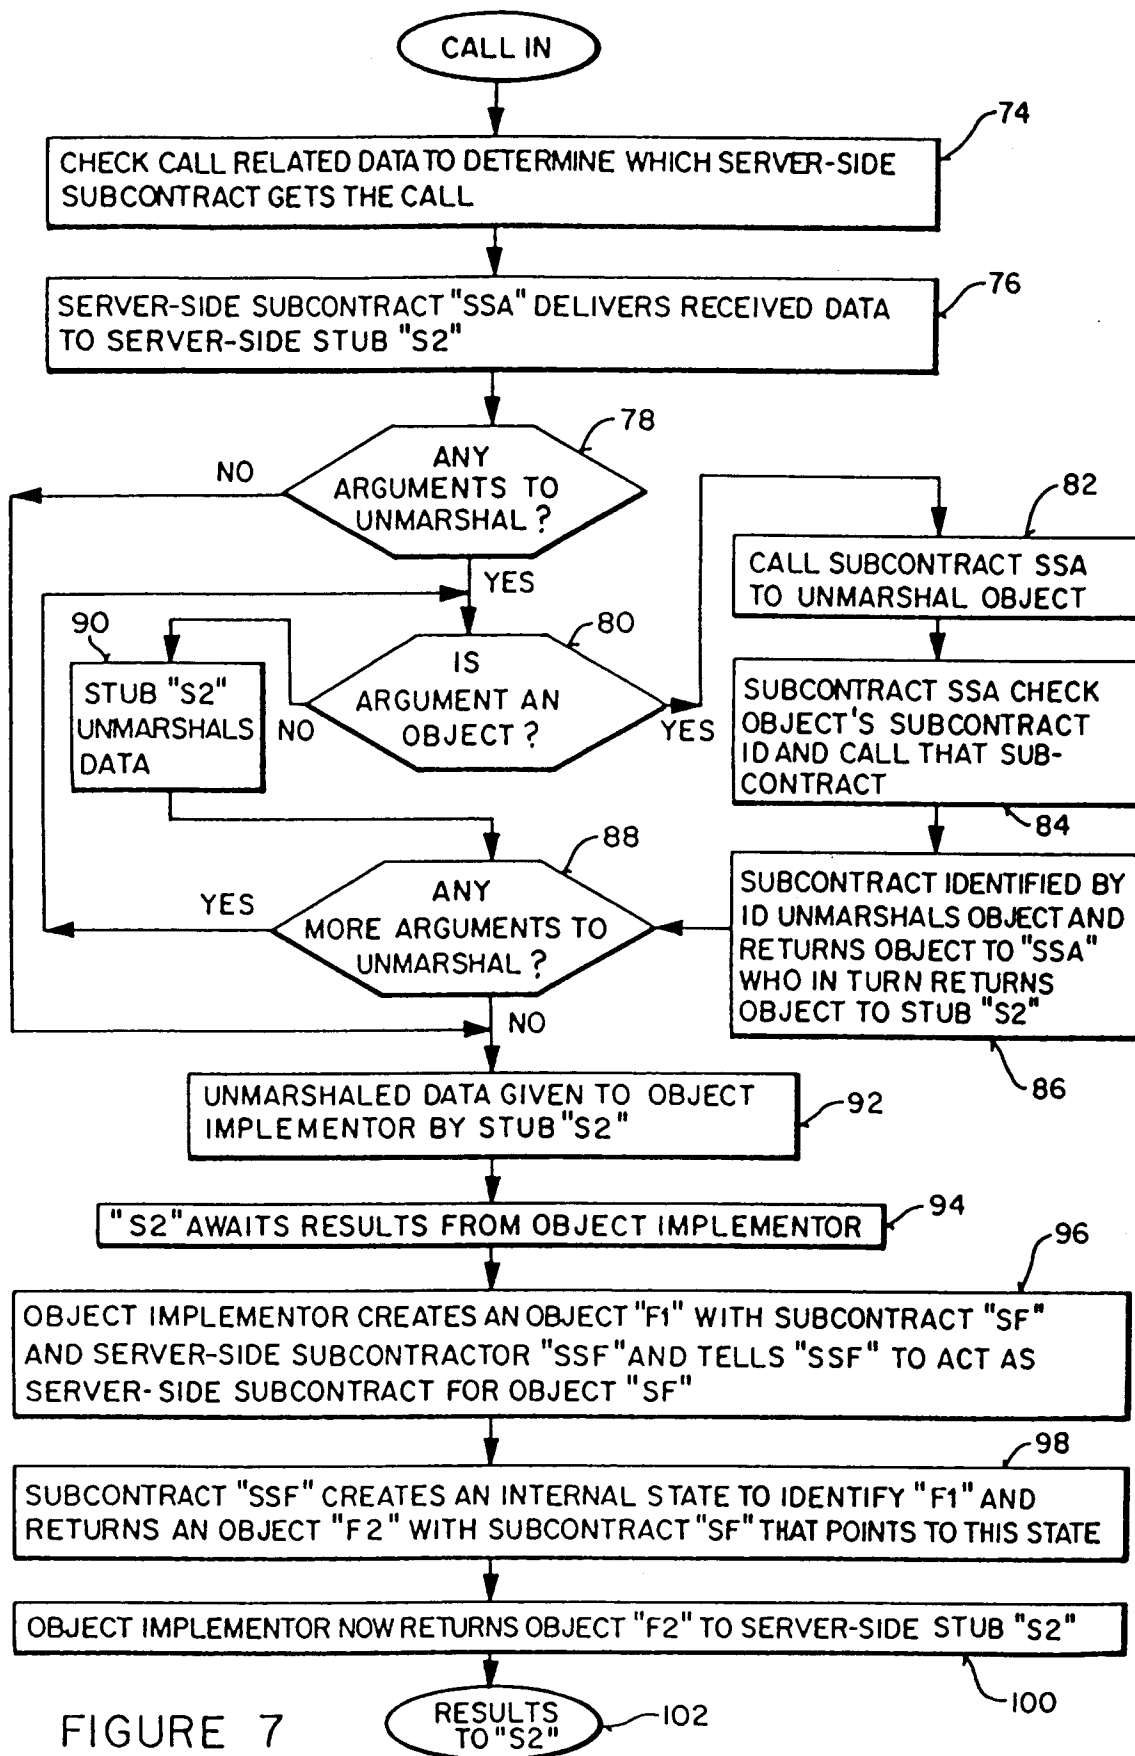 CALL IN
74
CHECK CALL RELATED DATA TO DETERMINE WHICH SERVER-SIDE
SUBCONTRACT GETS THE CALL
76
SERVER-SIDE SUBCONTRACT "SSA" DELIVERS RECEIVED DATA
TO SERVER-SIDE STUB "S2"
78
ANY
ARGUMENTS TO
UNMARSHAL?
NO
YES
82
CALL SUBCONTRACT SSA
TO UNMARSHAL OBJECT
80
IS
ARGUMENT AN
OBJECT?
NO
YES
90
STUB "S2"
UNMARSHALS
DATA
SUBCONTRACT SSA CHECK
OBJECT'S SUBCONTRACT
ID AND CALL THAT SUB-
CONTRACT
84
88
ANY
MORE ARGUMENTS TO
UNMARSHAL?
YES
NO
SUBCONTRACT IDENTIFIED BY
ID UNMARSHALS OBJECT AND
RETURNS OBJECT TO "SSA"
WHO IN TURN RETURNS
OBJECT TO STUB "S2"
86
UNMARSHALED DATA GIVEN TO OBJECT
IMPLEMENTOR BY STUB "S2"
92
"S2" AWAITS RESULTS FROM OBJECT IMPLEMENTOR
94
96
OBJECT IMPLEMENTOR CREATES AN OBJECT "F1" WITH SUBCONTRACT "SF"
AND SERVER-SIDE SUBCONTRACTOR "SSF" AND TELLS "SSF" TO ACT AS
SERVER-SIDE SUBCONTRACT FOR OBJECT "SF"
98
SUBCONTRACT "SSF" CREATES AN INTERNAL STATE TO IDENTIFY "F1" AND
RETURNS AN OBJECT "F2" WITH SUBCONTRACT "SF" THAT POINTS TO THIS STATE
OBJECT IMPLEMENTOR NOW RETURNS OBJECT "F2" TO SERVER-SIDE STUB "S2"
100
RESULTS
TO "S2"
102
FIGURE 7